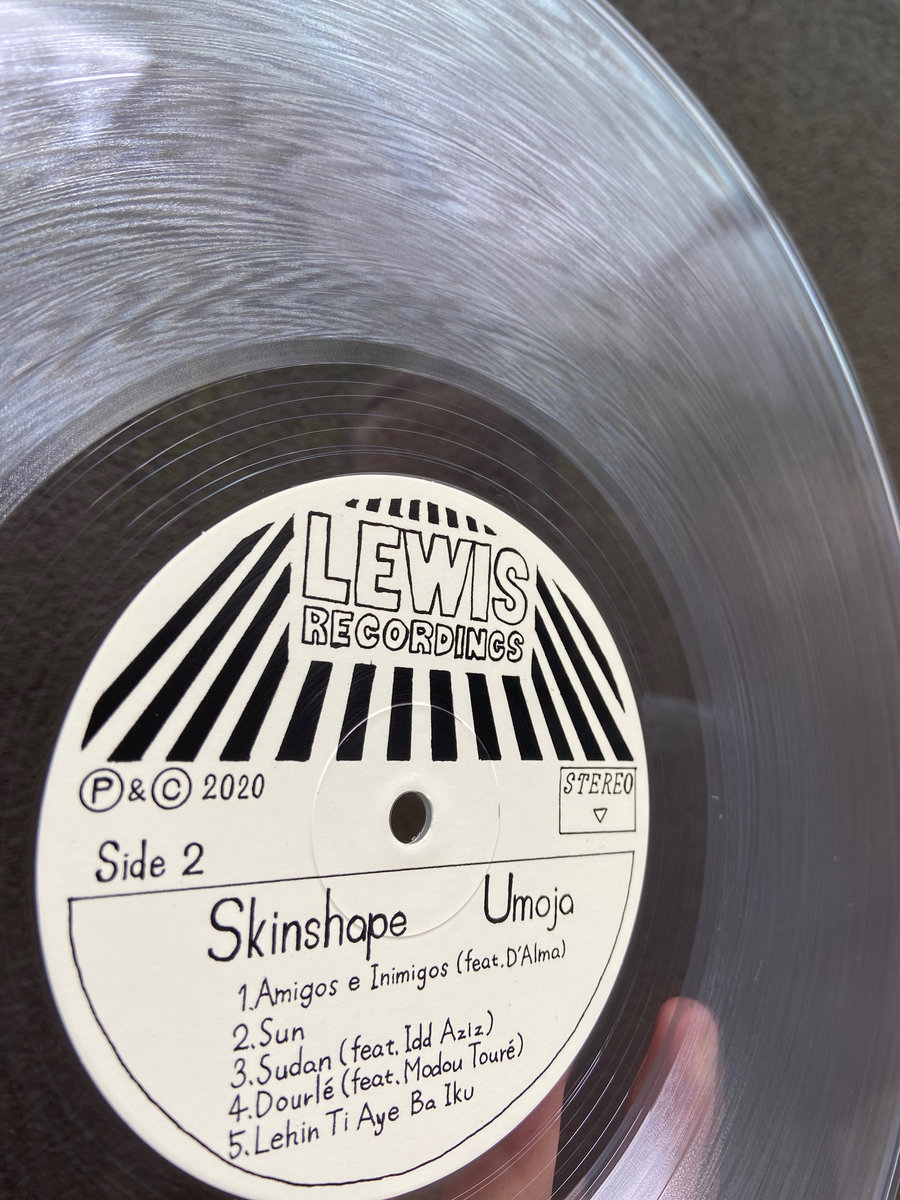 LEWIS
RECORDINGS
Ⓟ & Ⓒ 2020
STEREO
Side 2
Skinshape Umoja
1.Amigos e Inimigos (feat.D'Alma)
2.Sun
3.Sudan (feat.Idd Aziz)
4.Dourlé (feat.Modou Touré)
5.Lehin Ti Aye Ba Iku